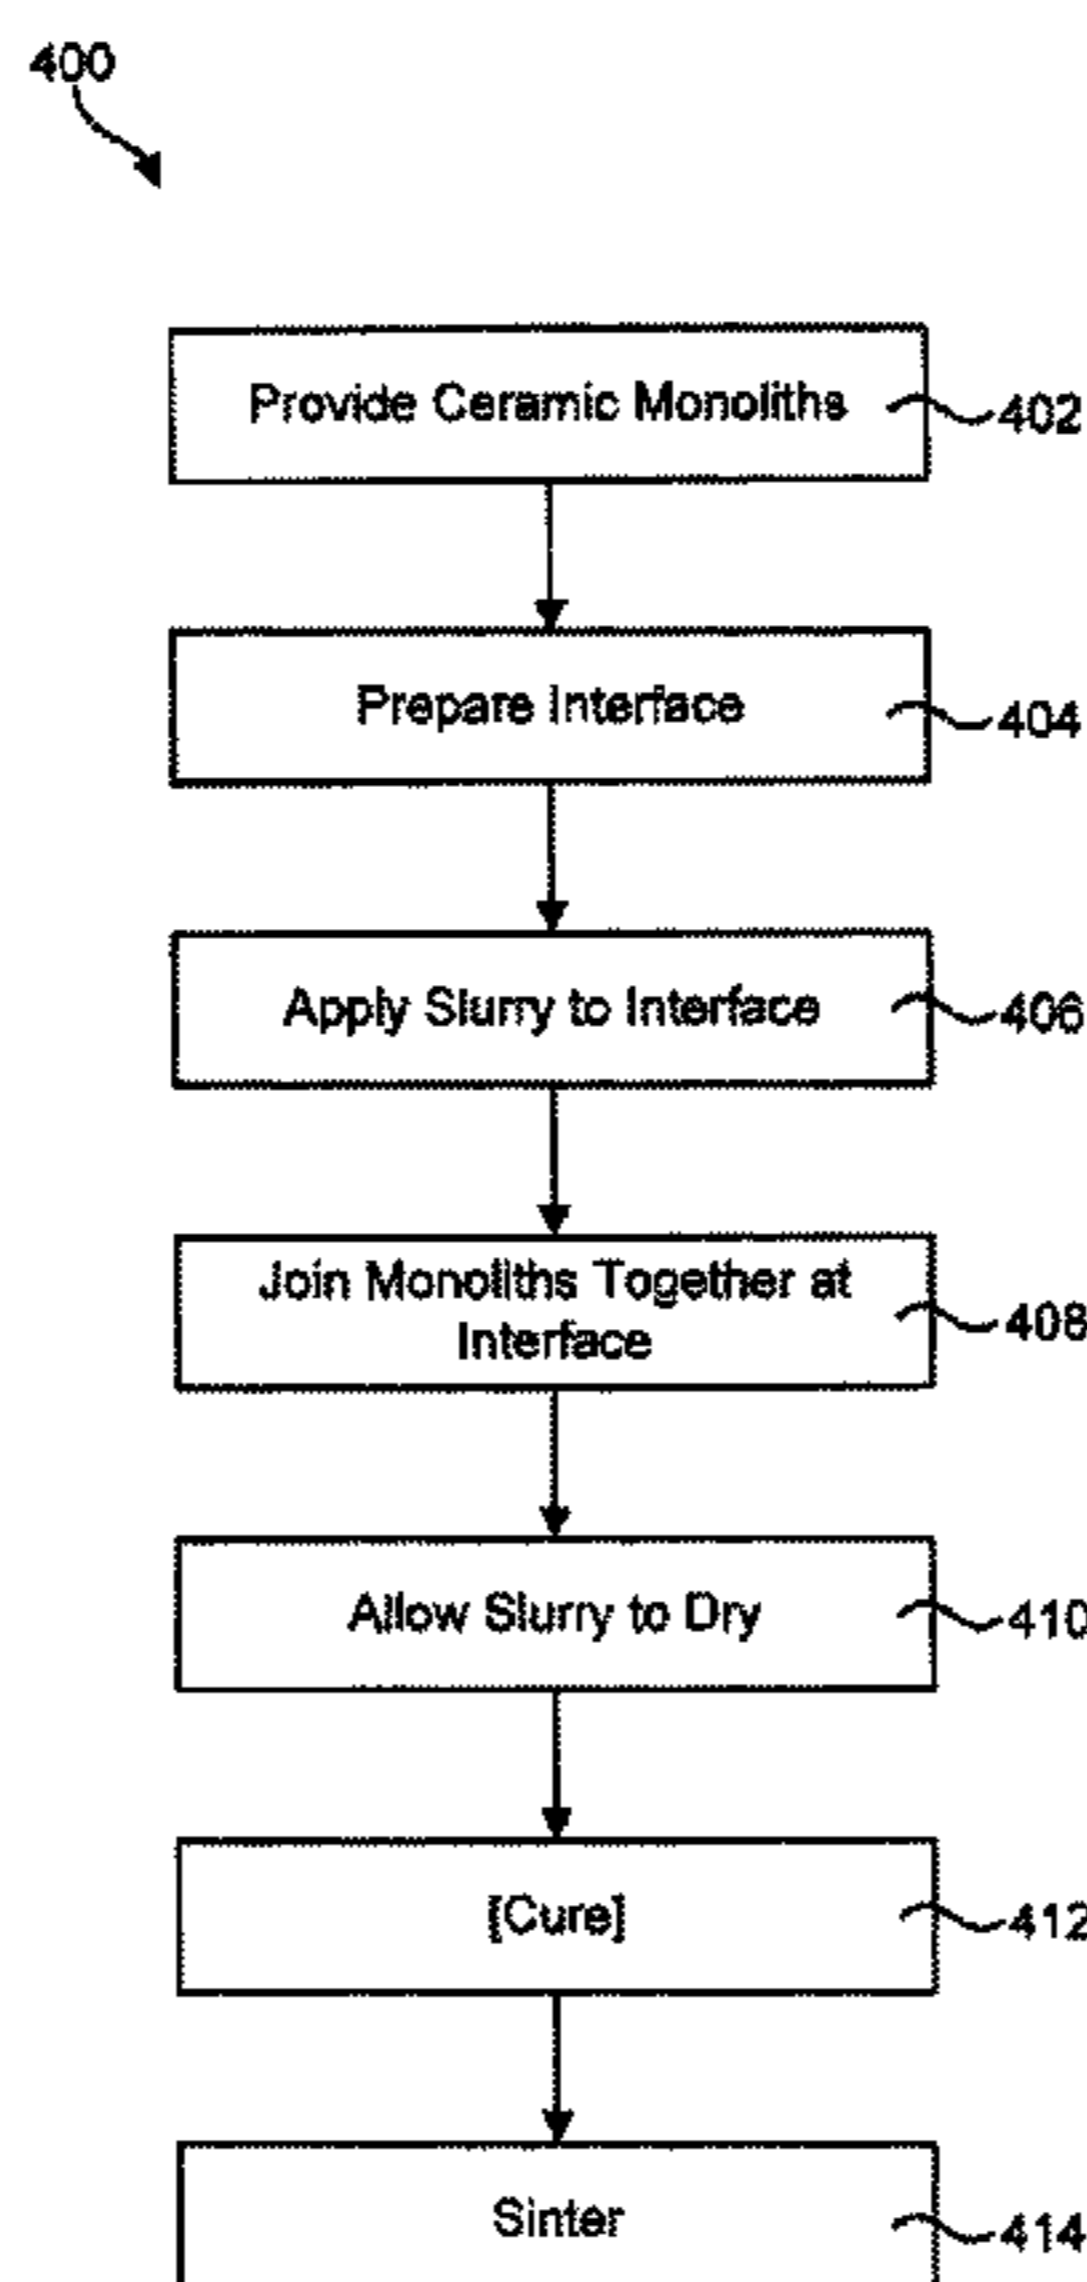 400
Provide Ceramic Monoliths
402
Prepare Interface
404
Apply Slurry to Interface
406
Join Monoliths Together at
Interface
408
Allow Slurry to Dry
410
[Cure]
412
Sinter
414